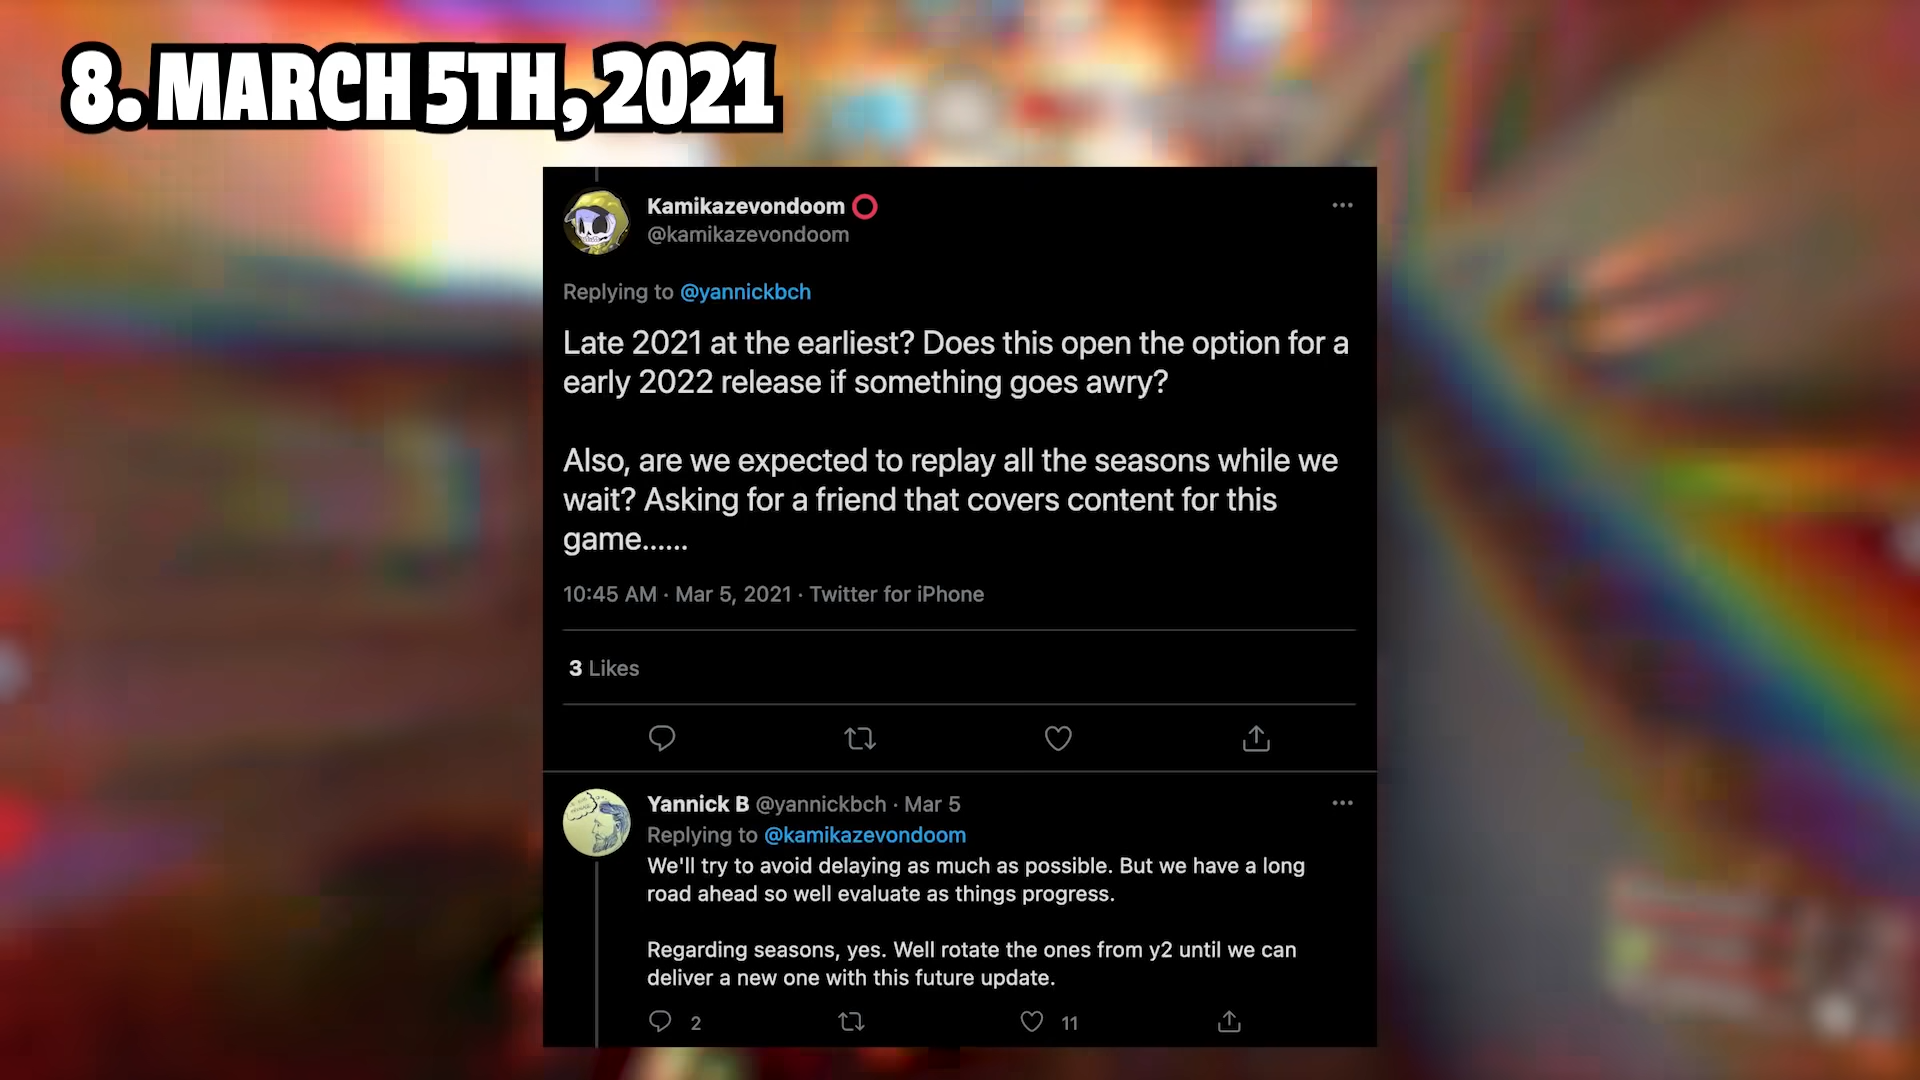 8. MARCH 5TH, 2021
Kamikazevondoom
@kamikazevondoom
Replying to @yannickbch
Late 2021 at the earliest? Does this open the option for a
early 2022 release if something goes awry?
Also, are we expected to replay all the seasons while we
wait? Asking for a friend that covers content for this
game......
10:45 AM · Mar 5, 2021 · Twitter for iPhone
3 Likes
Yannick B @yannickbch · Mar 5
Replying to @kamikazevondoom
We'll try to avoid delaying as much as possible. But we have a long
road ahead so well evaluate as things progress.
Regarding seasons, yes. Well rotate the ones from y2 until we can
deliver a new one with this future update.
2 11